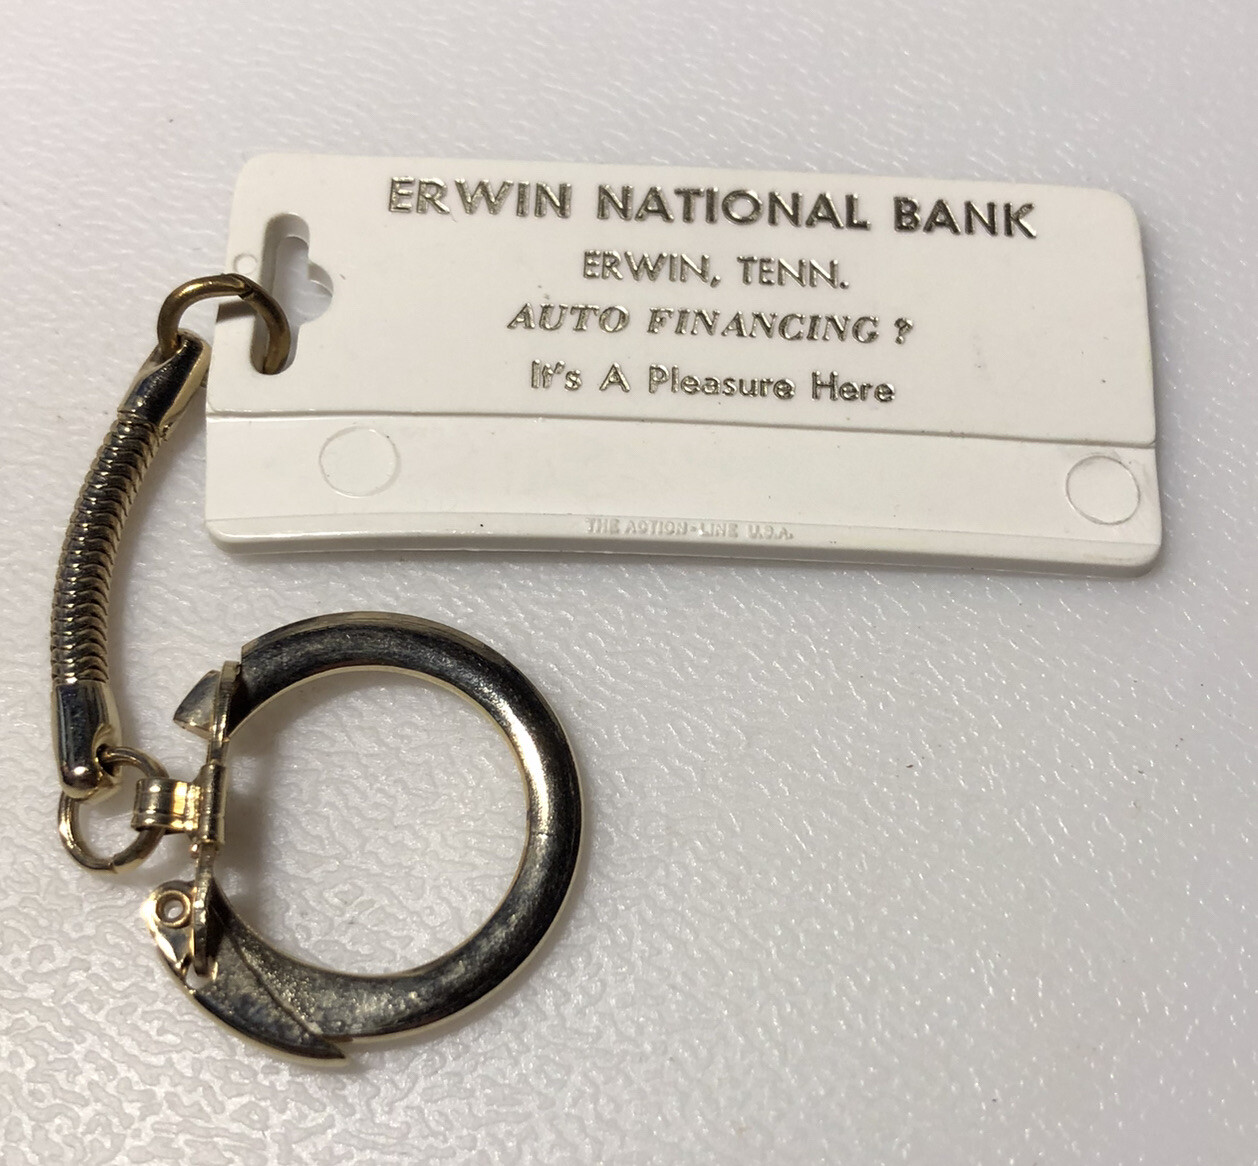 ERWIN NATIONAL BANK
ERWIN, TENN.
AUTO FINANCING ?
It's A Pleasure Here
THE ACTION-LINE U.S.A.